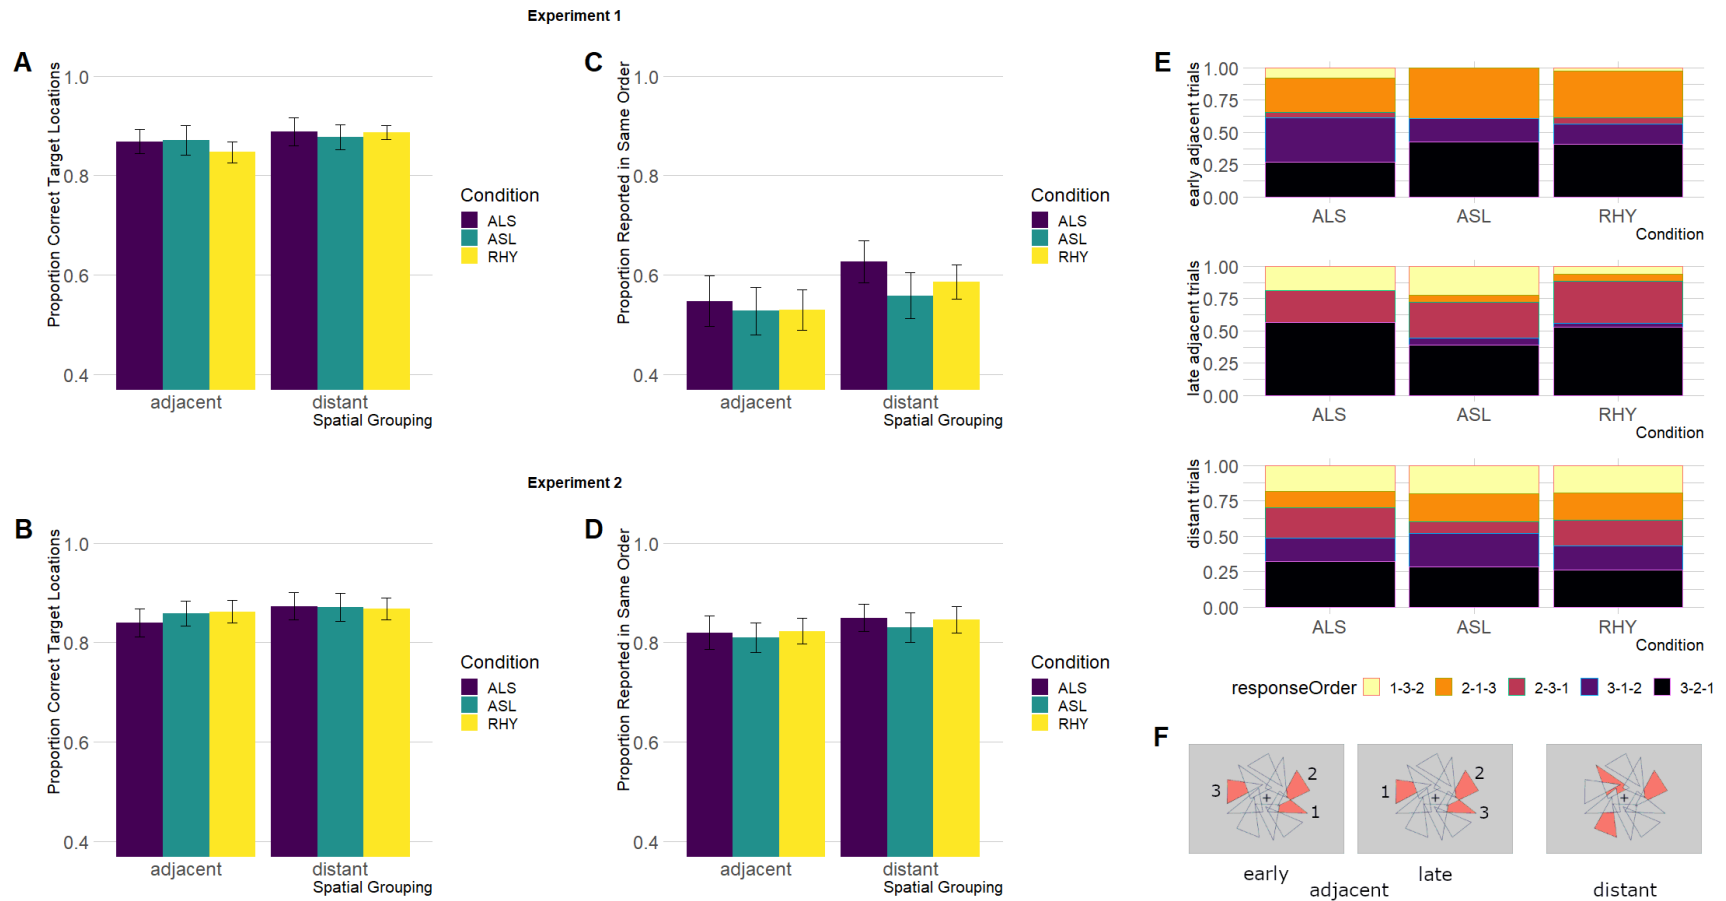 Experiment 1
A
Proportion Correct Target Locations
1.0
0.8
0.6
0.4
adjacent
distant
Spatial Grouping
Condition
ALS
ASL
RHY
C
Proportion Reported in Same Order
1.0
0.8
0.6
0.4
adjacent
distant
Spatial Grouping
Condition
ALS
ASL
RHY
Experiment 2
B
Proportion Correct Target Locations
1.0
0.8
0.6
0.4
adjacent
distant
Spatial Grouping
Condition
ALS
ASL
RHY
D
Proportion Reported in Same Order
1.0
0.8
0.6
0.4
adjacent
distant
Spatial Grouping
Condition
ALS
ASL
RHY
E
early adjacent trials
1.00
0.75
0.50
0.25
0.00
ALS
ASL
RHY
Condition
late adjacent trials
1.00
0.75
0.50
0.25
0.00
ALS
ASL
RHY
Condition
distant trials
1.00
0.75
0.50
0.25
0.00
ALS
ASL
RHY
Condition
responseOrder 1-3-2 2-1-3 2-3-1 3-1-2 3-2-1
F
3
2
1
1
2
3
early
late
adjacent
distant